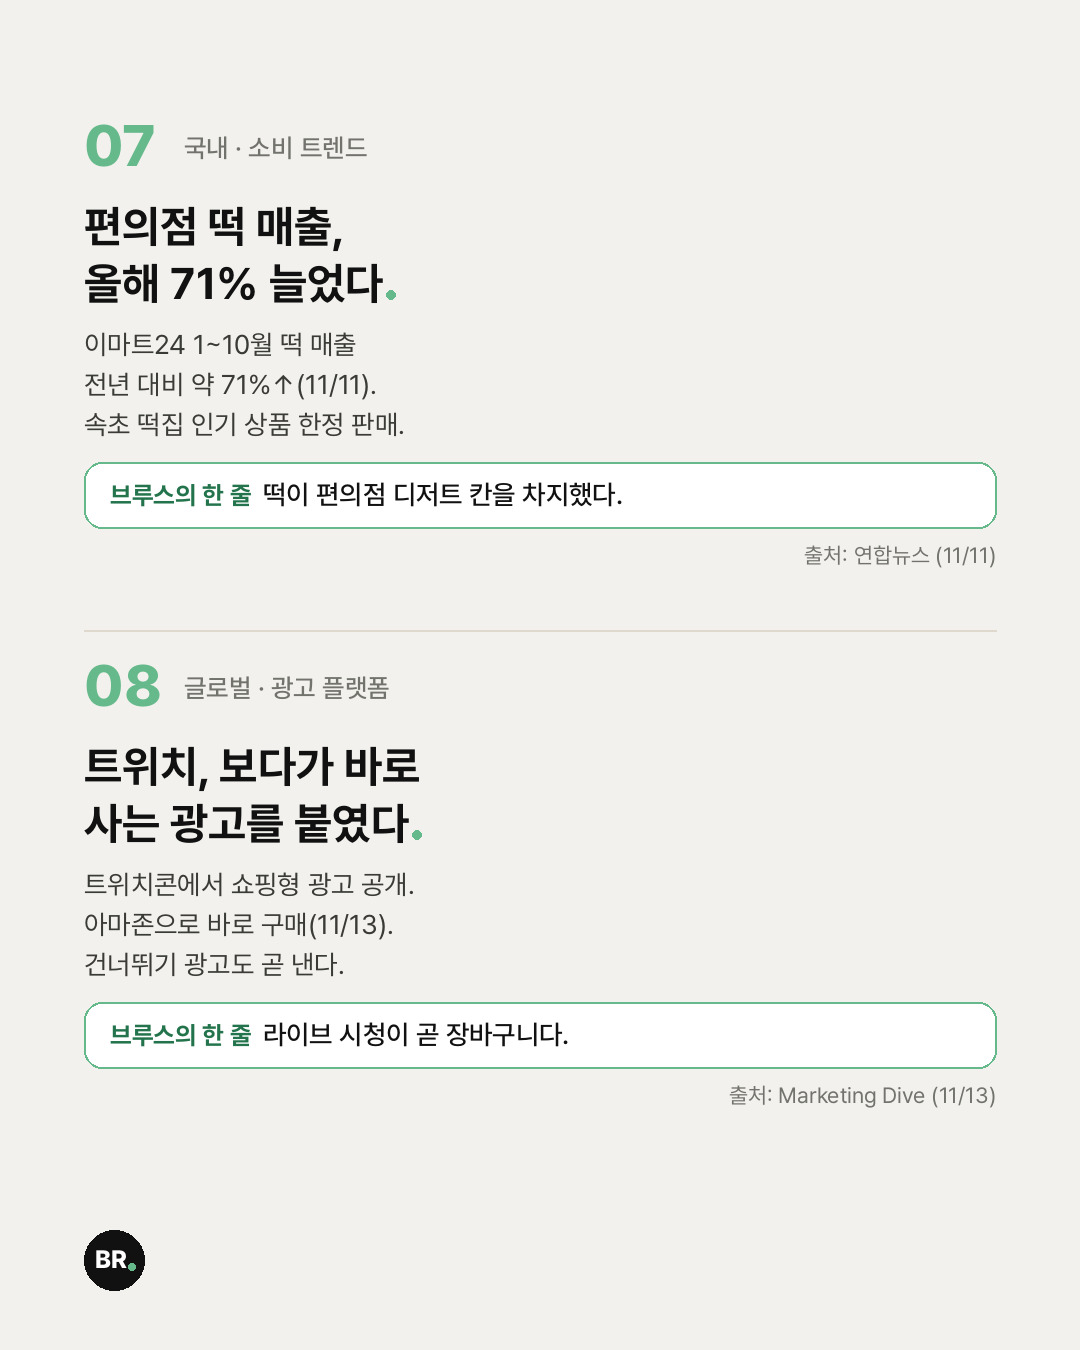 07 국내 · 소비 트렌드
편의점 떡 매출,
올해 71% 늘었다.
이마트24 1~10월 떡 매출
전년 대비 약 71%↑(11/11).
속초 떡집 인기 상품 한정 판매.
브루스의 한 줄 떡이 편의점 디저트 칸을 차지했다.
출처: 연합뉴스 (11/11)
08 글로벌 · 광고 플랫폼
트위치, 보다가 바로
사는 광고를 붙였다.
트위치콘에서 쇼핑형 광고 공개.
아마존으로 바로 구매(11/13).
건너뛰기 광고도 곧 낸다.
브루스의 한 줄 라이브 시청이 곧 장바구니다.
출처: Marketing Dive (11/13)
BR.